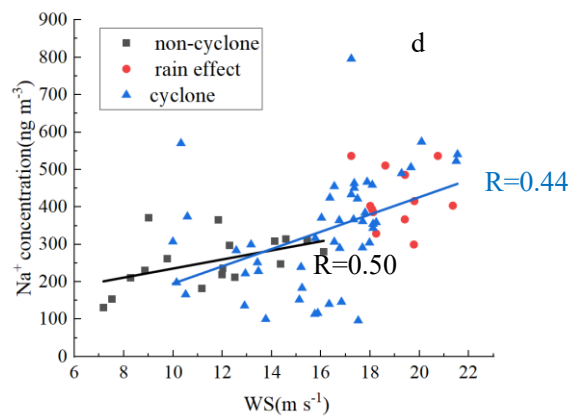 d
non-cyclone
rain effect
cyclone
Na⁺ concentration(ng m⁻³)
900
800
700
600
500
400
300
200
100
0
R=0.44
R=0.50
6 8 10 12 14 16 18 20 22
WS(m s⁻¹)